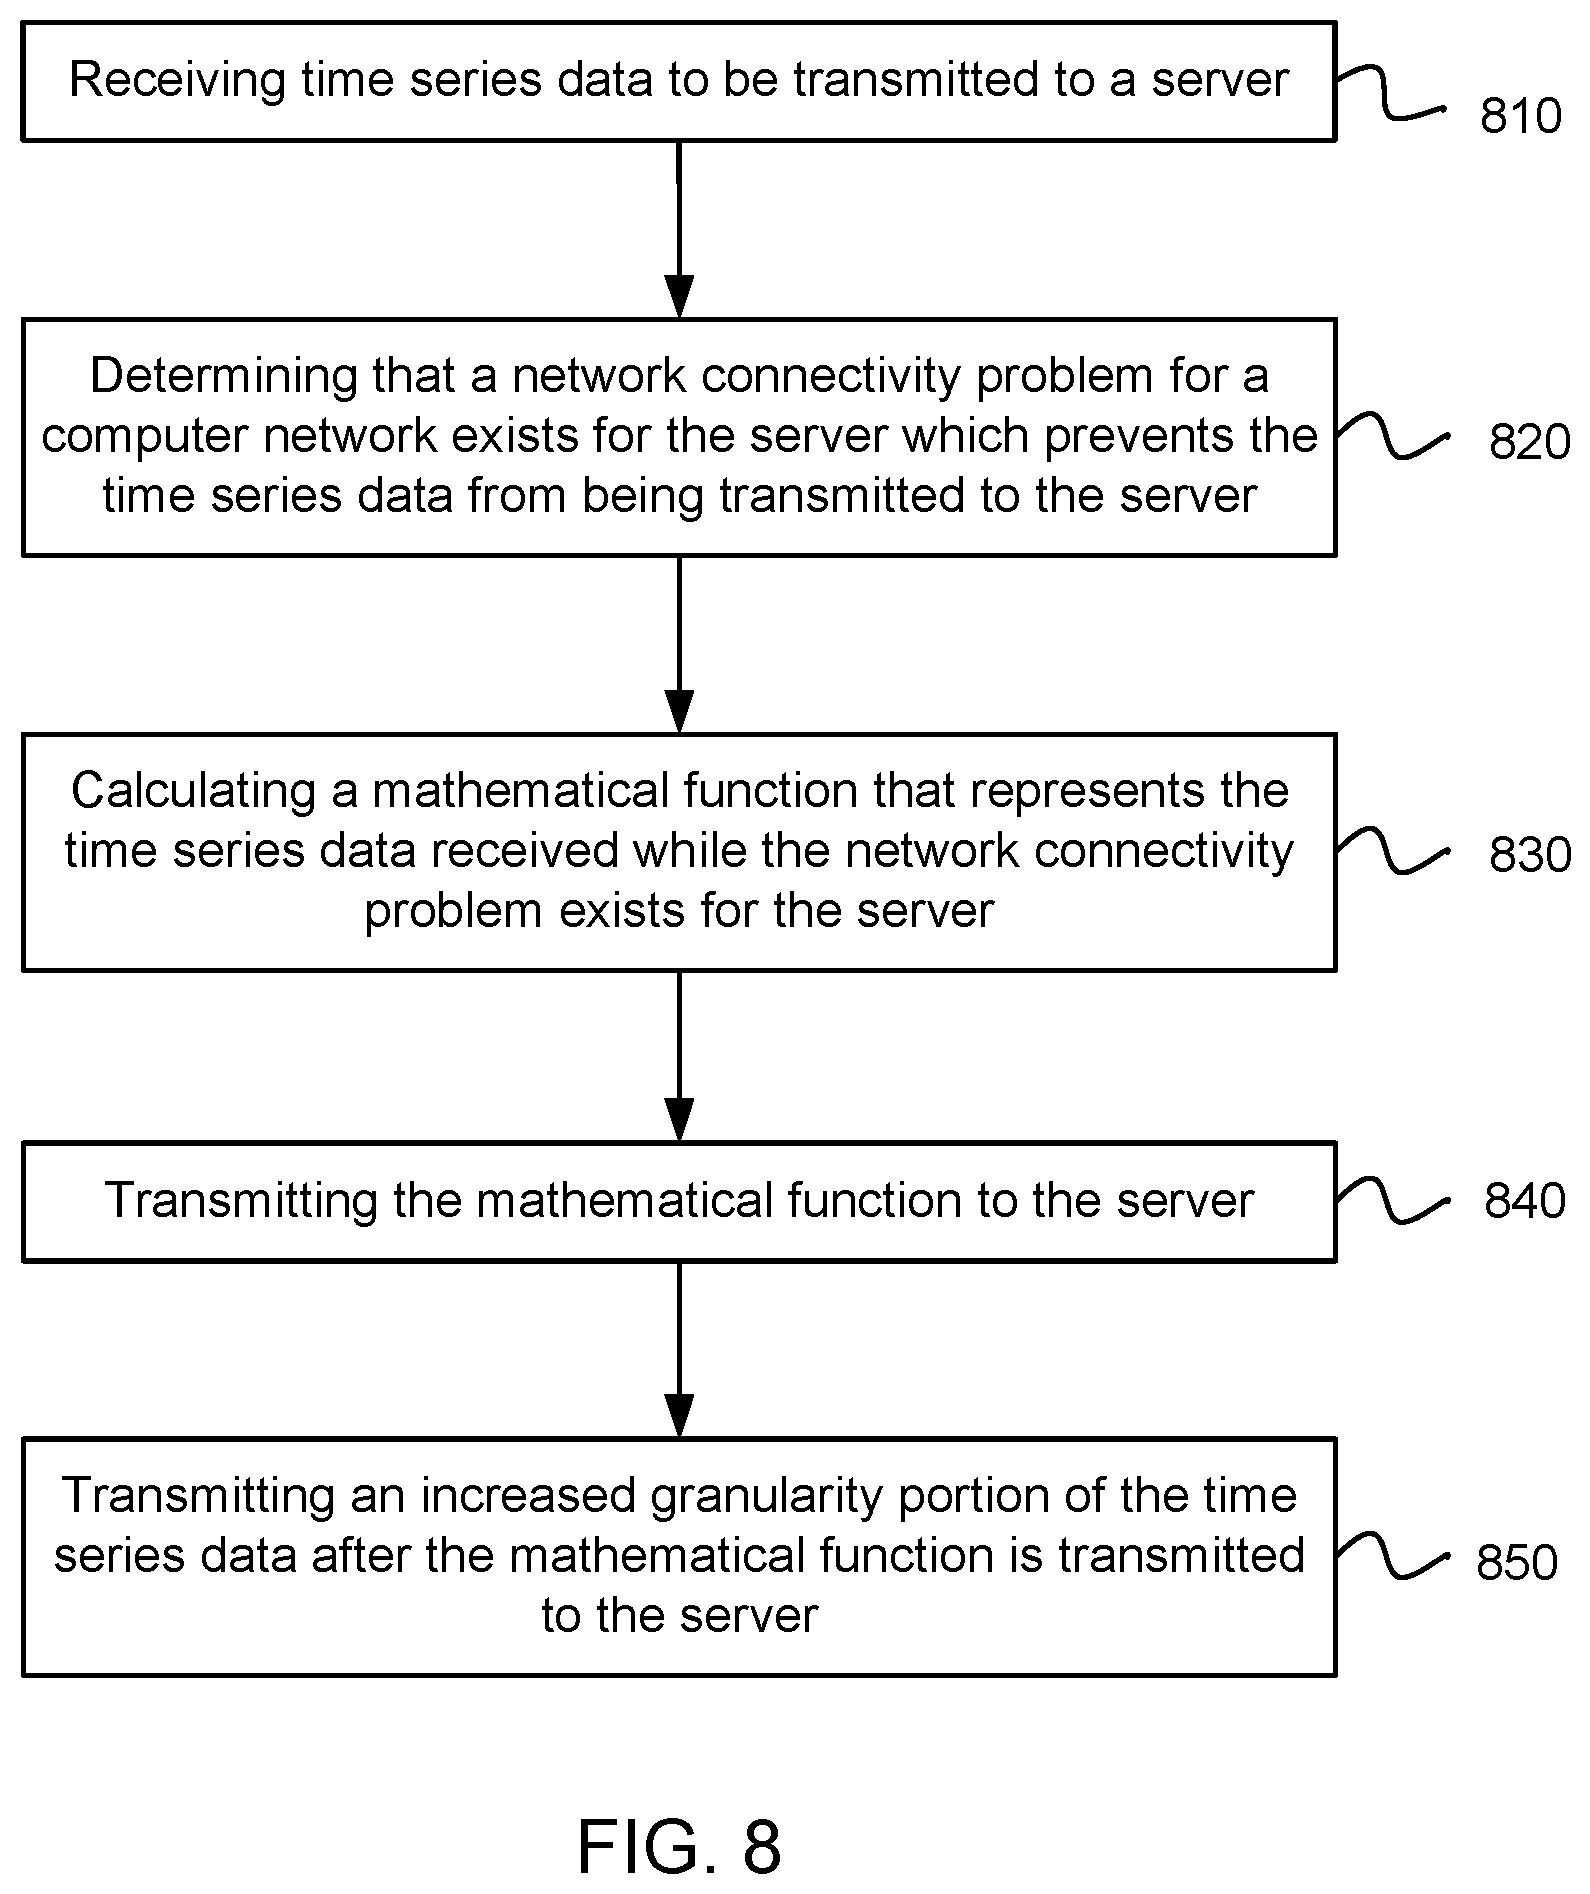 Receiving time series data to be transmitted to a server
810
Determining that a network connectivity problem for a
computer network exists for the server which prevents the
time series data from being transmitted to the server
820
Calculating a mathematical function that represents the
time series data received while the network connectivity
problem exists for the server
830
Transmitting the mathematical function to the server
840
Transmitting an increased granularity portion of the time
series data after the mathematical function is transmitted
to the server
850
FIG. 8